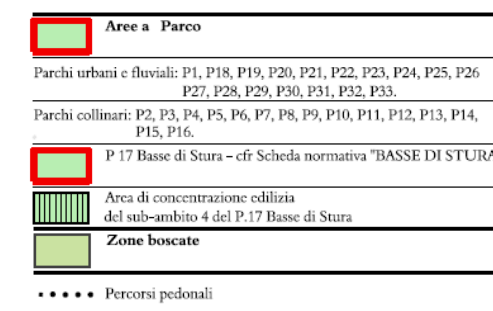 Aree a Parco
Parchi urbani e fluviali: P1, P18, P19, P20, P21, P22, P23, P24, P25, P26
P27, P28, P29, P30, P31, P32, P33.
Parchi collinari: P2, P3, P4, P5, P6, P7, P8, P9, P10, P11, P12, P13, P14,
P15, P16.
P 17 Basse di Stura – cfr Scheda normativa "BASSE DI STURA
Area di concentrazione edilizia
del sub-ambito 4 del P.17 Basse di Stura
Zone boscate
Percorsi pedonali